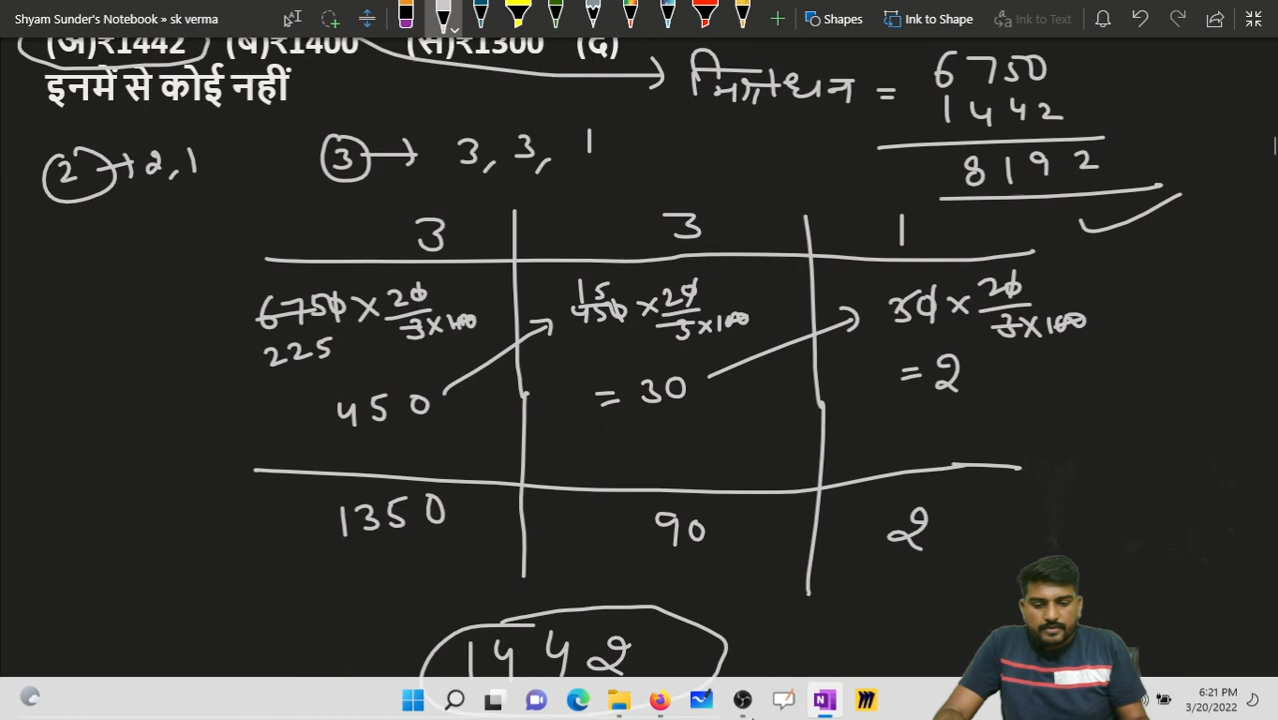 Shyam Sunder's Notebook » sk verma
Shapes
Ink to Shape
Ink to Text
(अ)₹1442 (ब)₹1400 (स)₹1300 (द)
इनमें से कोई नहीं
मिश्रधन = 6750
1442
8192
2 → 2, 1
3 → 3, 3, 1
3 3 1
6750 × 20/3×100
225
450
15
450 × 20/3×100
= 30
30 × 20/3×100
= 2
1350 90 2
1442
6:21 PM
3/20/2022